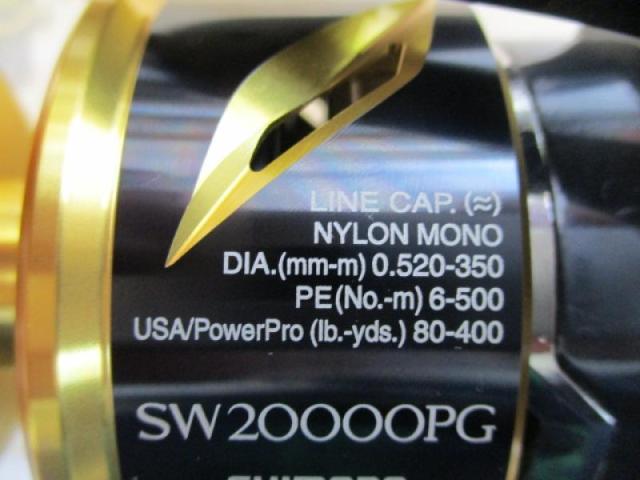 LINE CAP. (≈)
NYLON MONO
DIA.(mm-m) 0.520-350
PE(No.-m) 6-500
USA/PowerPro (lb.-yds.) 80-400
SW20000PG
SHIMANO